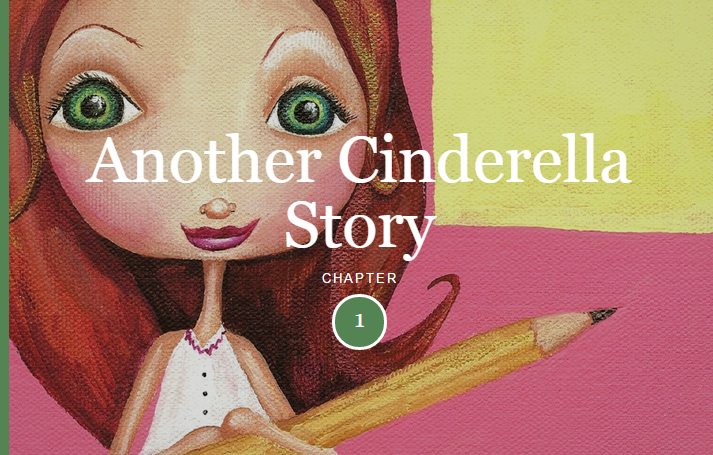 Another Cinderella
Story
CHAPTER
1